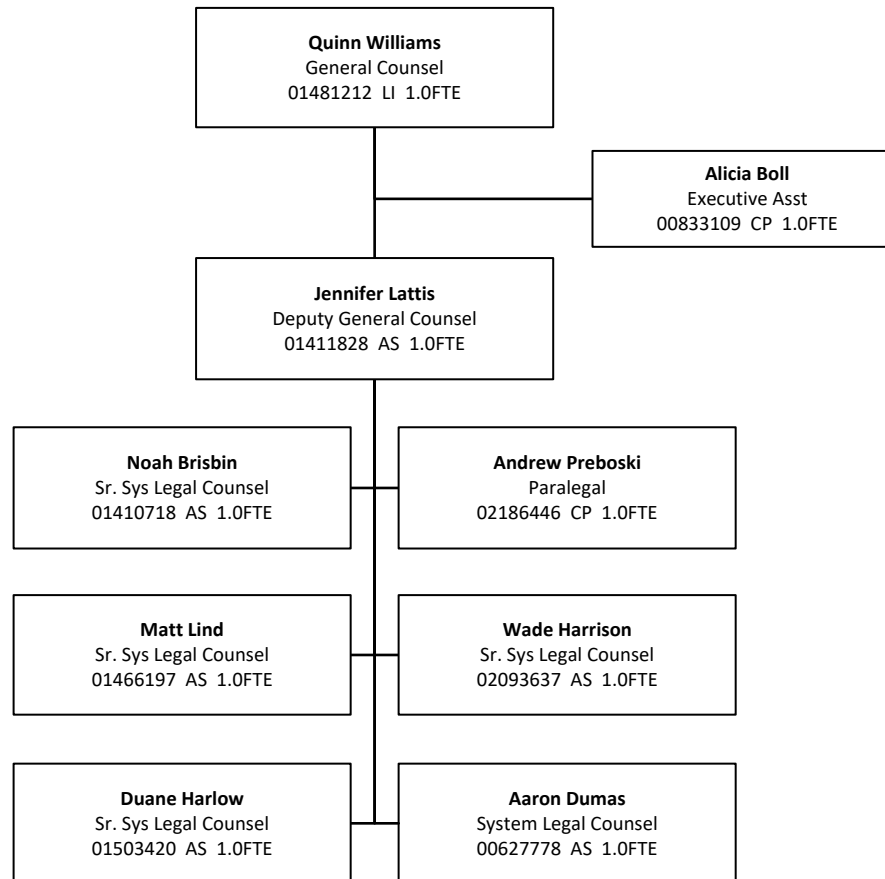 Quinn Williams
General Counsel
01481212 LI 1.0FTE
Alicia Boll
Executive Asst
00833109 CP 1.0FTE
Jennifer Lattis
Deputy General Counsel
01411828 AS 1.0FTE
Noah Brisbin
Sr. Sys Legal Counsel
01410718 AS 1.0FTE
Andrew Preboski
Paralegal
02186446 CP 1.0FTE
Matt Lind
Sr. Sys Legal Counsel
01466197 AS 1.0FTE
Wade Harrison
Sr. Sys Legal Counsel
02093637 AS 1.0FTE
Duane Harlow
Sr. Sys Legal Counsel
01503420 AS 1.0FTE
Aaron Dumas
System Legal Counsel
00627778 AS 1.0FTE